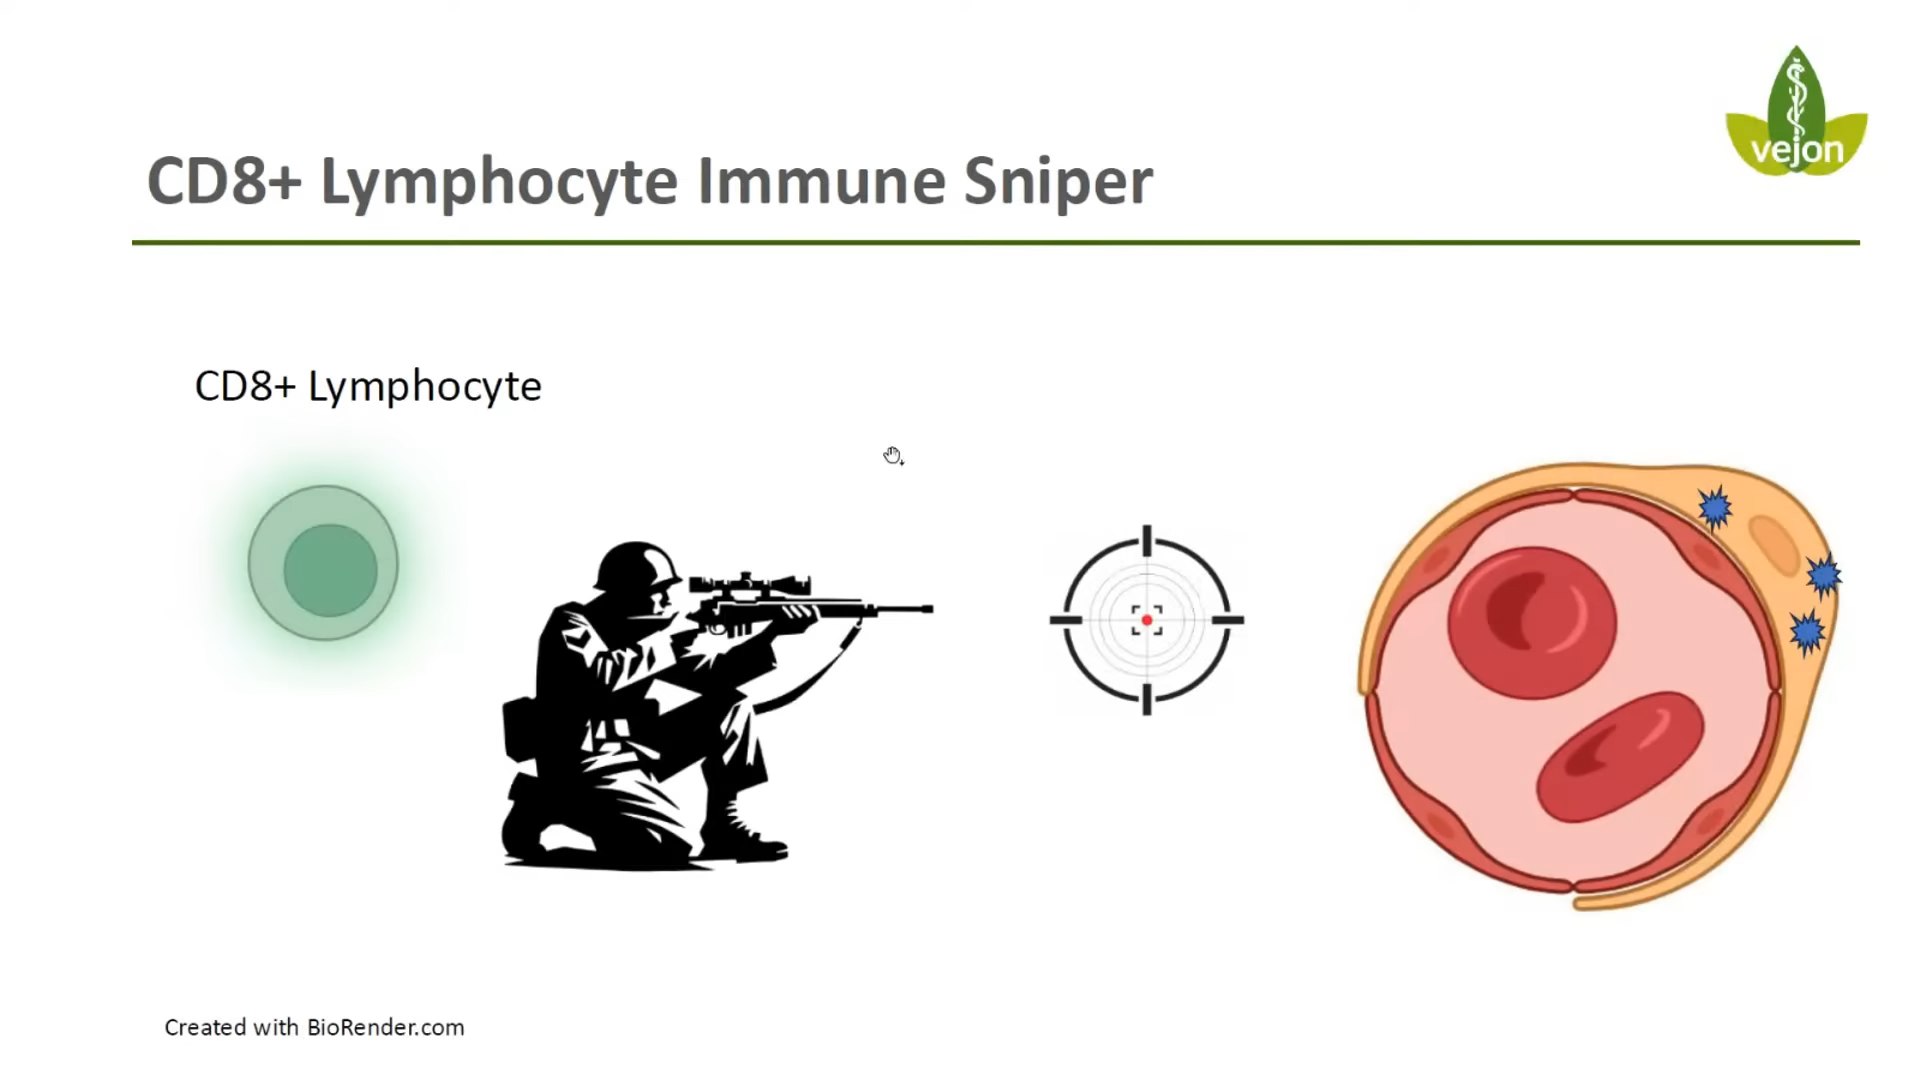 vejon
CD8+ Lymphocyte Immune Sniper
CD8+ Lymphocyte
Created with BioRender.com